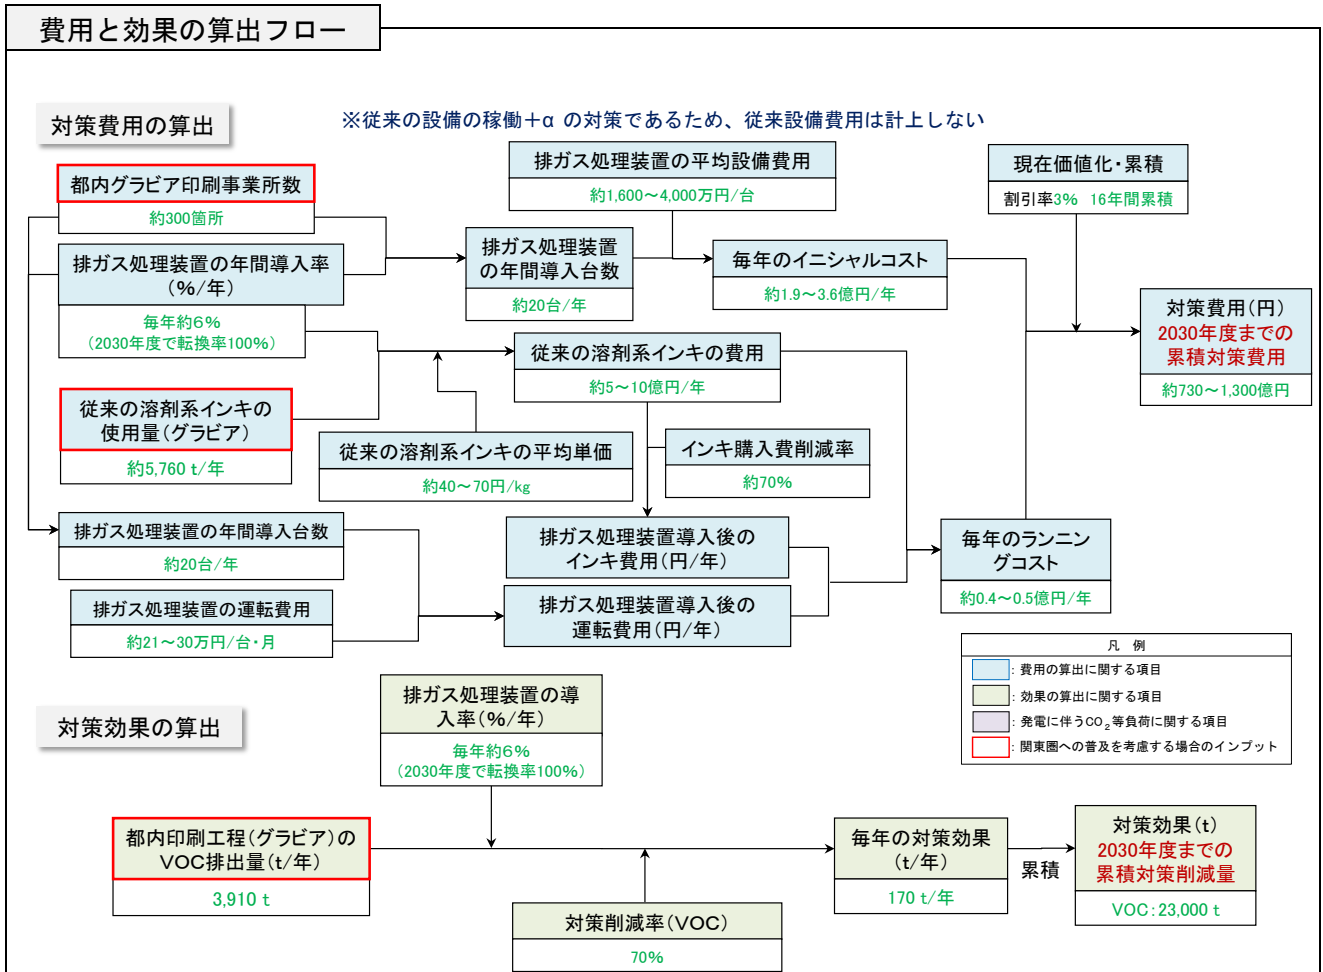 費用と効果の算出フロー
対策費用の算出
※従来の設備の稼働+α の対策であるため、従来設備費用は計上しない
都内グラビア印刷事業所数
約300箇所
排ガス処理装置の年間導入率
(%/年)
毎年約6%
(2030年度で転換率100%)
従来の溶剤系インキの
使用量(グラビア)
約5,760 t/年
排ガス処理装置の年間導入台数
約20台/年
排ガス処理装置の運転費用
約21~30万円/台・月
排ガス処理装置の平均設備費用
約1,600~4,000万円/台
排ガス処理装置
の年間導入台数
約20台/年
従来の溶剤系インキの費用
約5~10億円/年
従来の溶剤系インキの平均単価
約40~70円/kg
インキ購入費削減率
約70%
排ガス処理装置導入後の
インキ費用(円/年)
排ガス処理装置導入後の
運転費用(円/年)
毎年のイニシャルコスト
約1.9~3.6億円/年
現在価値化・累積
割引率3% 16年間累積
対策費用(円)
2030年度までの
累積対策費用
約730~1,300億円
毎年のランニン
グコスト
約0.4~0.5億円/年
凡 例
:費用の算出に関する項目
:効果の算出に関する項目
:発電に伴うCO2等負荷に関する項目
:関東圏への普及を考慮する場合のインプット
対策効果の算出
排ガス処理装置の導
入率(%/年)
毎年約6%
(2030年度で転換率100%)
都内印刷工程(グラビア)の
VOC排出量(t/年)
3,910 t
対策削減率(VOC)
70%
毎年の対策効果
(t/年)
170 t/年
累積
対策効果(t)
2030年度までの
累積対策削減量
VOC:23,000 t